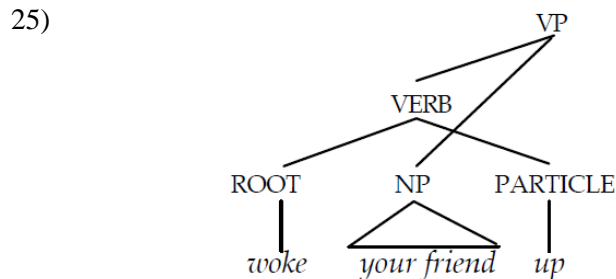 25)
VP
VERB
ROOT NP PARTICLE
woke your friend up